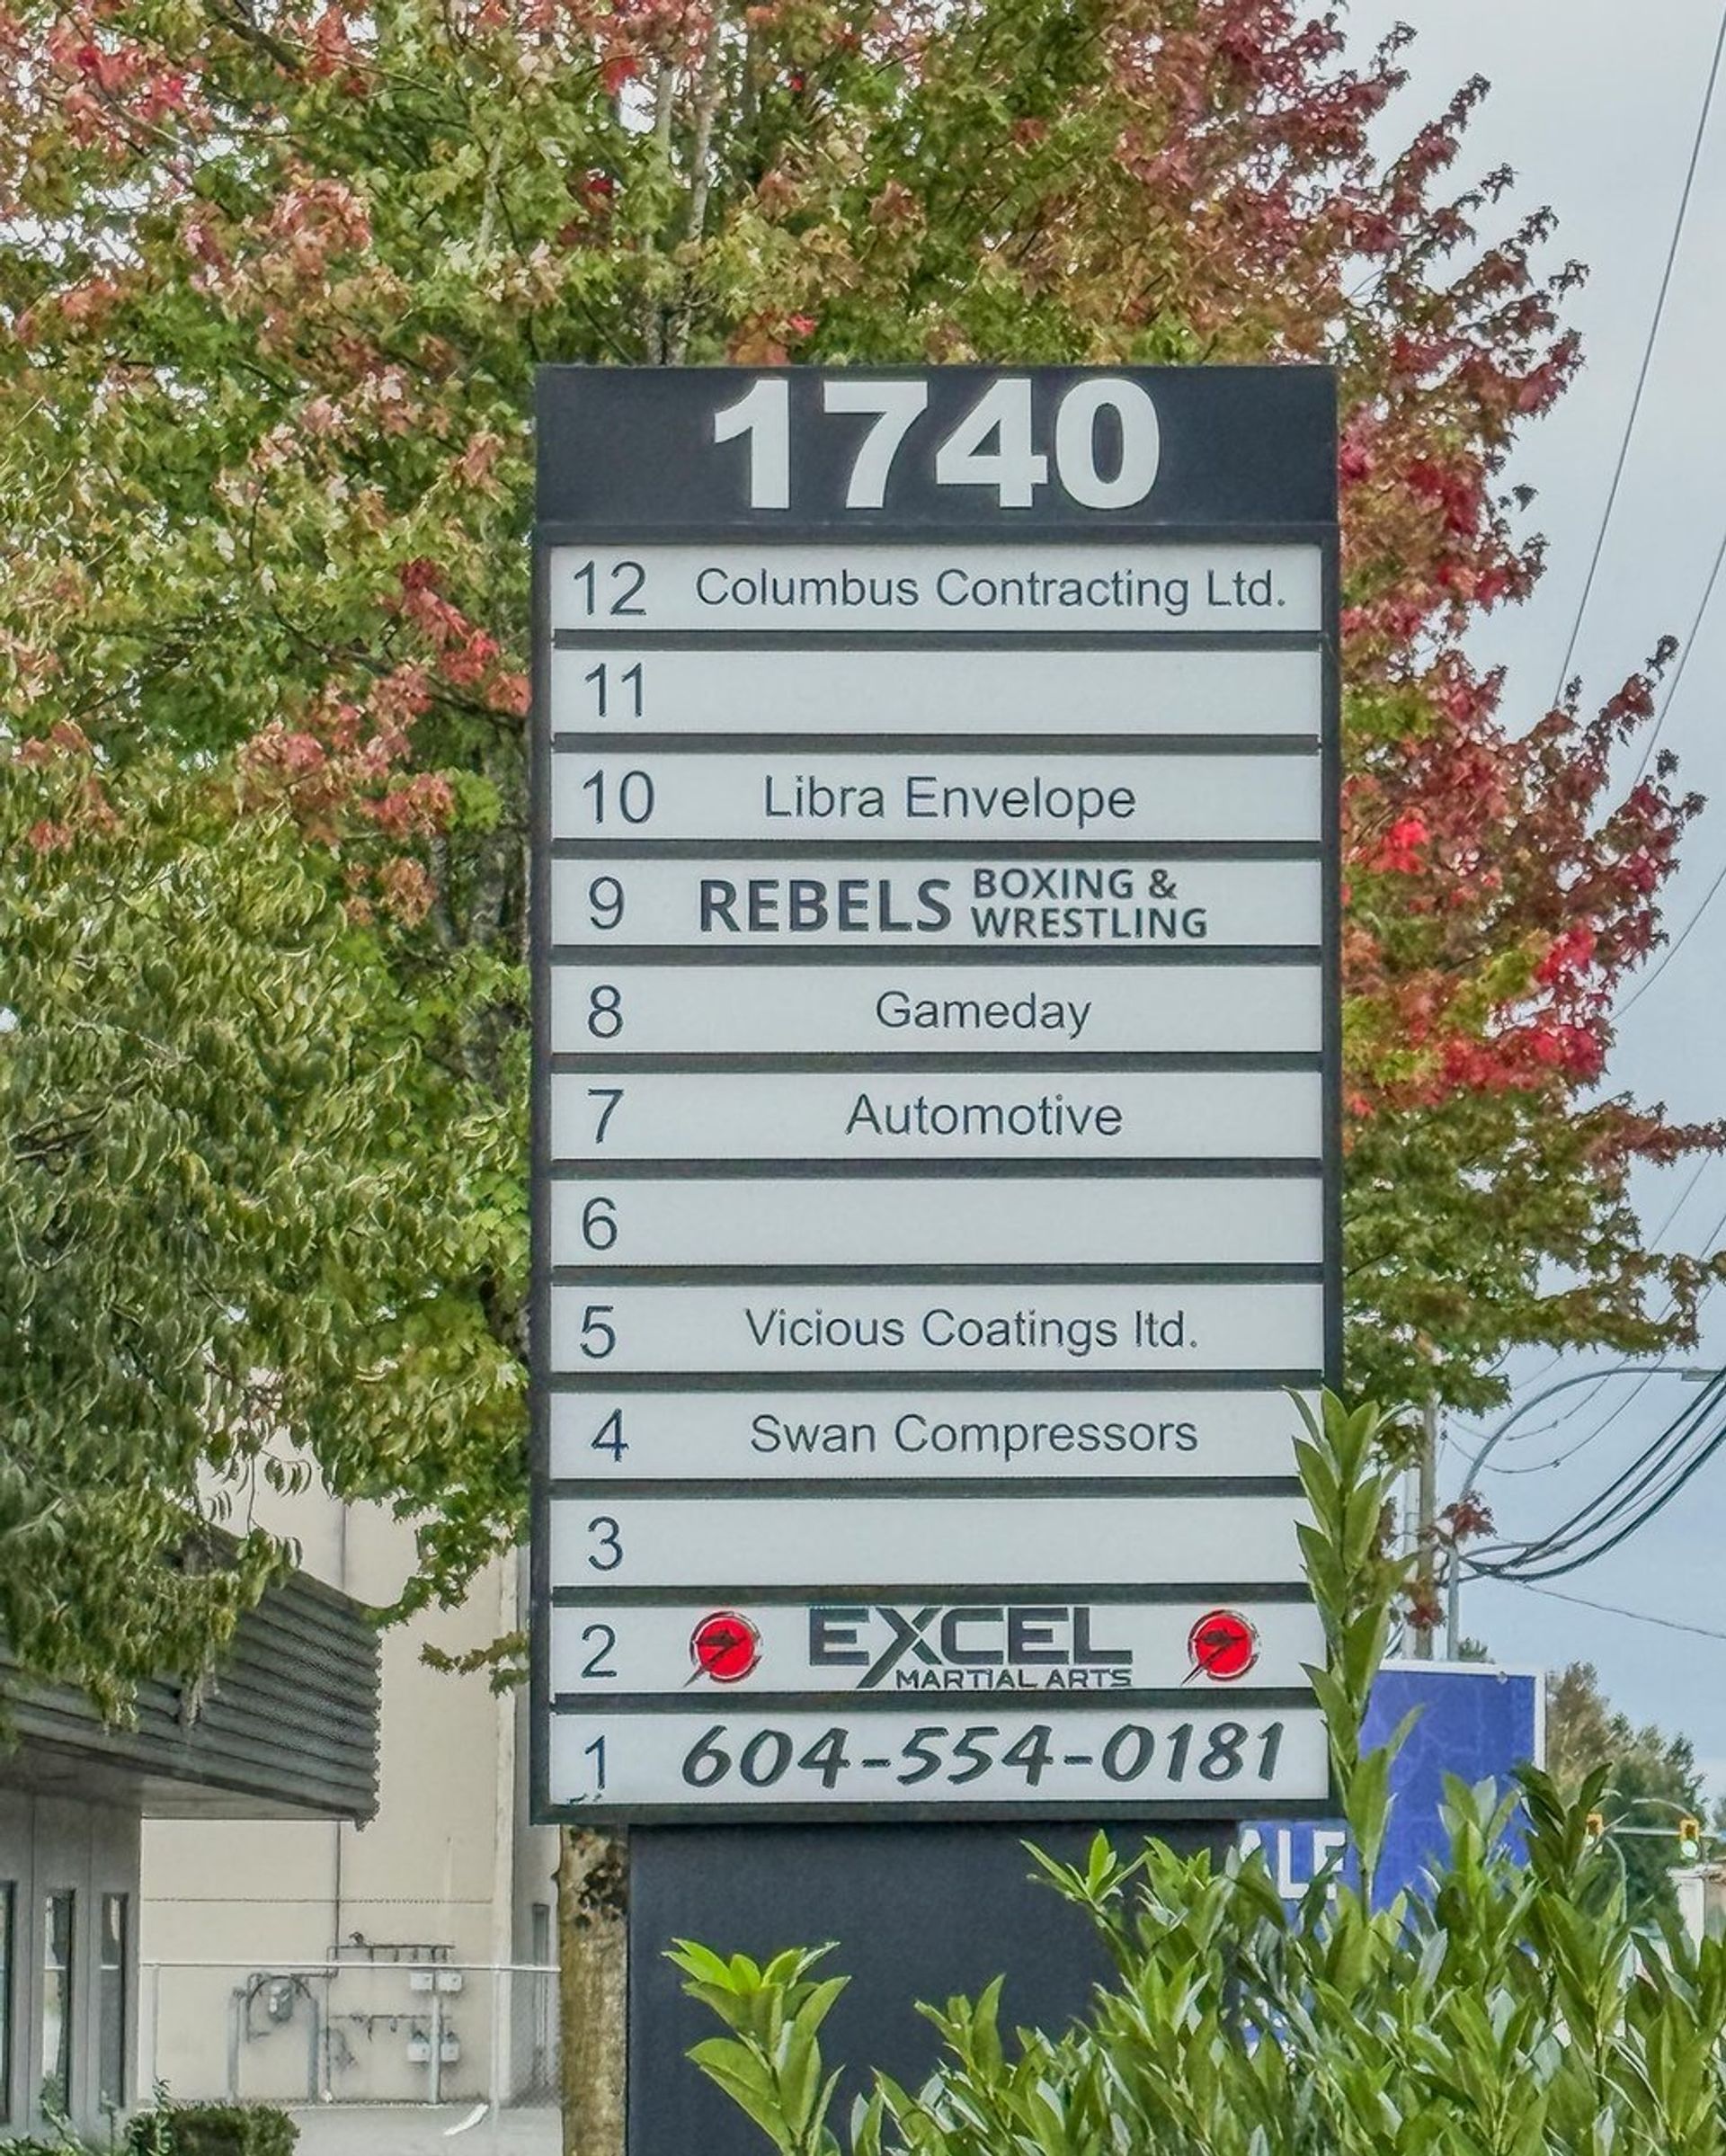 1740
12 Columbus Contracting Ltd.
11
10 Libra Envelope
9 REBELS BOXING &
WRESTLING
8 Gameday
7 Automotive
6
5 Vicious Coatings ltd.
4 Swan Compressors
3
2 EXCEL
MARTIAL ARTS
1 604-554-0181